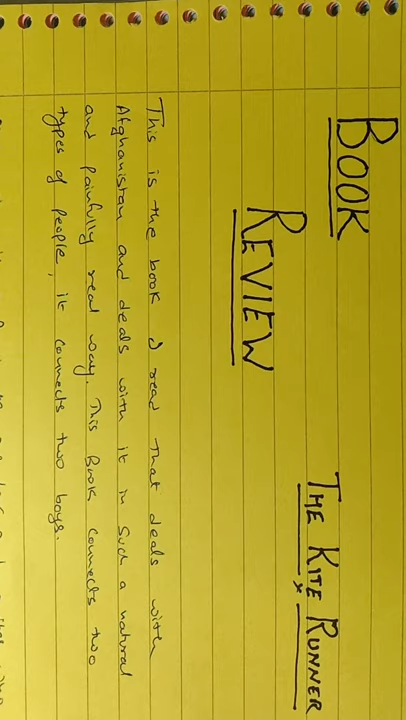 BOOK
REVIEW
THE KITE RUNNER
This is the book I read That deals with
Afghanistan and deals with it in such a natural
and Painfully real way. This Book connects two
types of People, it connects two boys.